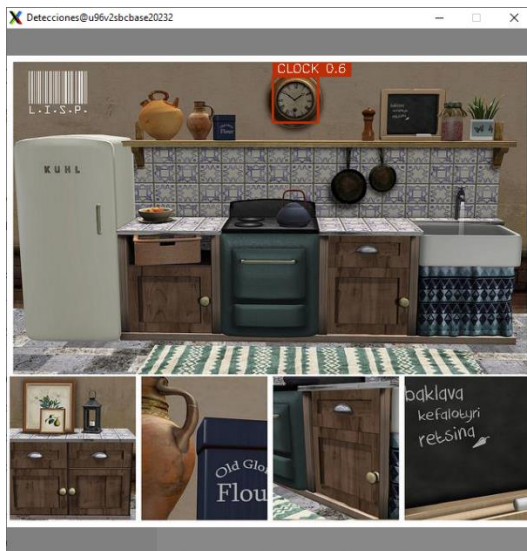 Detecciones@u96v2sbcbase20232
CLOCK 0.6
L.I.S.P.
KUHL
Flour
baklava
kefalotyri
retsina
Old Glo
Flou